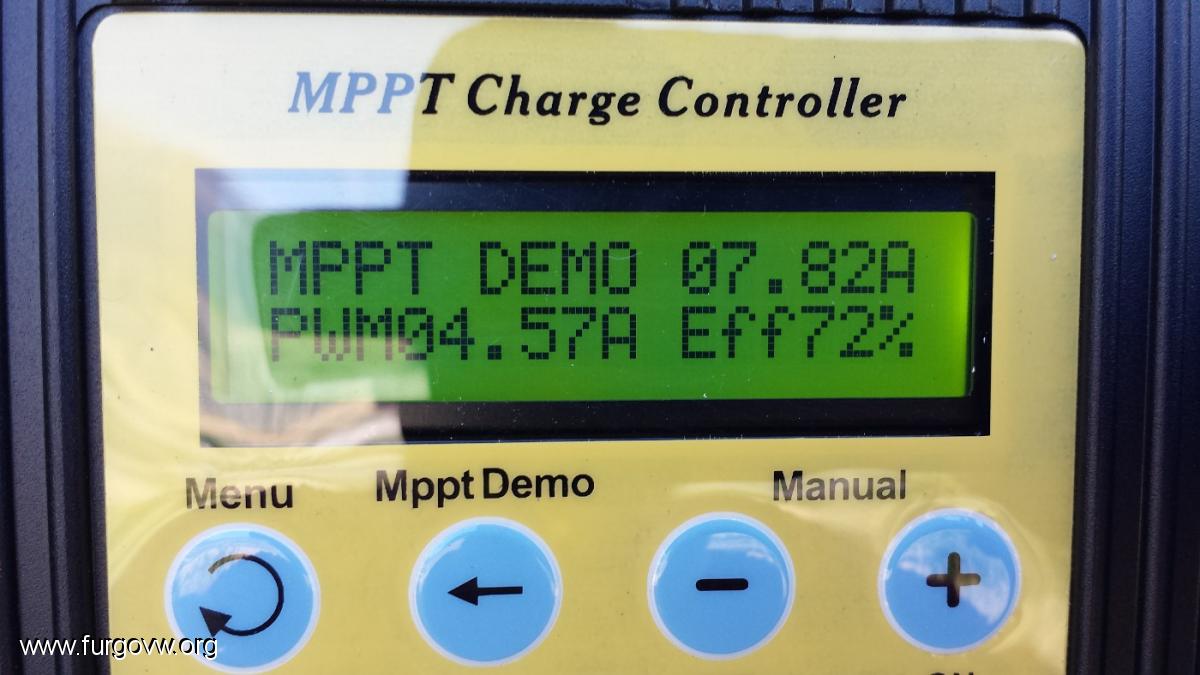 MPPT Charge Controller
MPPT DEMO 07.82A
PWM04.57A Eff72%
Menu Mppt Demo Manual
www.furgovw.org